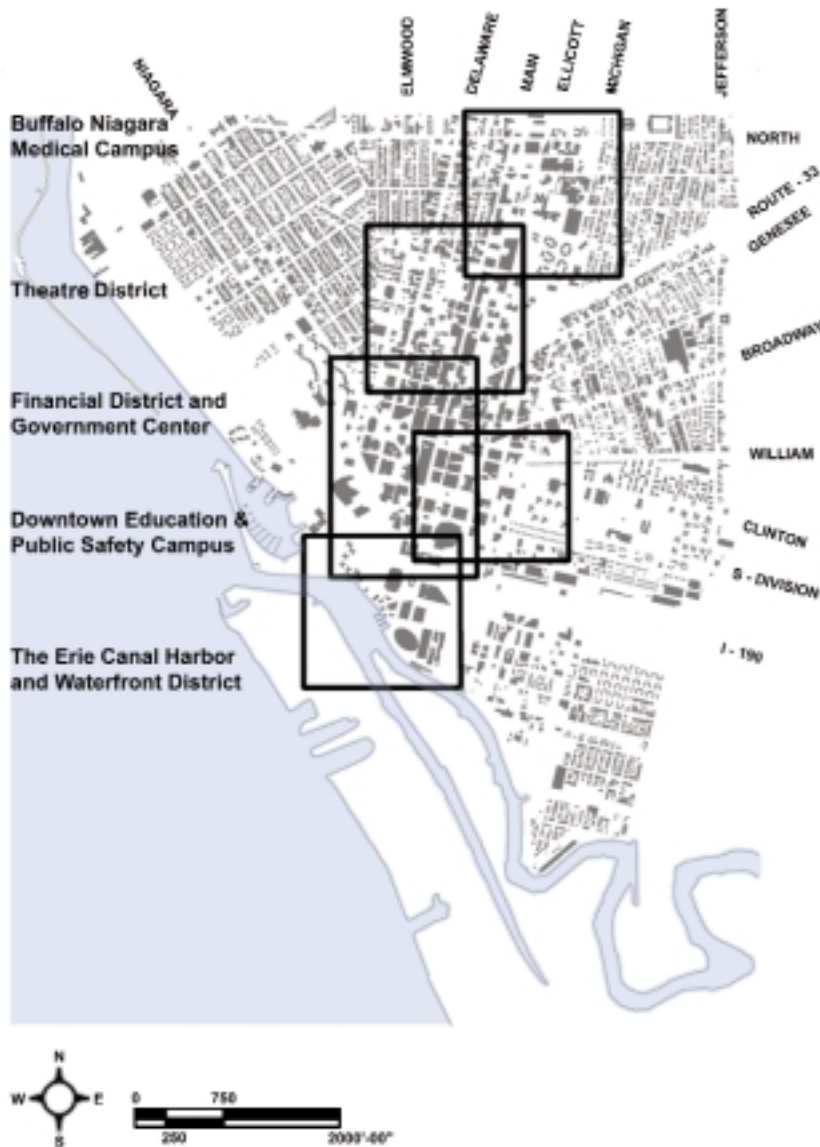 NIAGARA
ELMWOOD
DELAWARE
MAIN
ELLICOTT
MICHIGAN
JEFFERSON
Buffalo Niagara
Medical Campus
NORTH
ROUTE - 33
GENESEE
Theatre District
BROADWAY
Financial District and
Government Center
WILLIAM
Downtown Education &
Public Safety Campus
CLINTON
S - DIVISION
The Erie Canal Harbor
and Waterfront District
I - 190
N
W E
S
0 750
250 2000'-00"